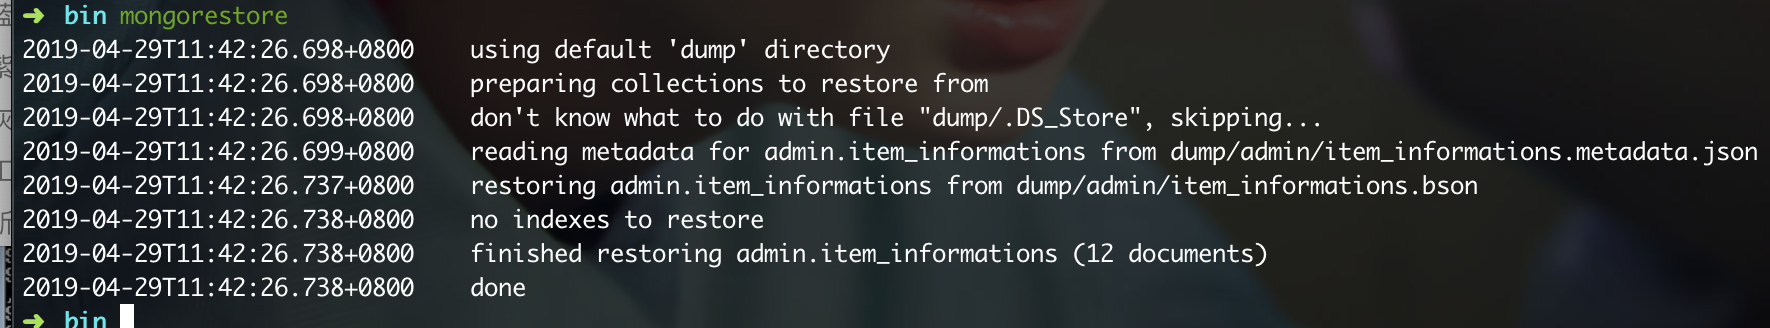 ➜ bin mongorestore
2019-04-29T11:42:26.698+0800 using default 'dump' directory
2019-04-29T11:42:26.698+0800 preparing collections to restore from
2019-04-29T11:42:26.698+0800 don't know what to do with file "dump/.DS_Store", skipping...
2019-04-29T11:42:26.699+0800 reading metadata for admin.item_informations from dump/admin/item_informations.metadata.json
2019-04-29T11:42:26.737+0800 restoring admin.item_informations from dump/admin/item_informations.bson
2019-04-29T11:42:26.738+0800 no indexes to restore
2019-04-29T11:42:26.738+0800 finished restoring admin.item_informations (12 documents)
2019-04-29T11:42:26.738+0800 done
➜ bin